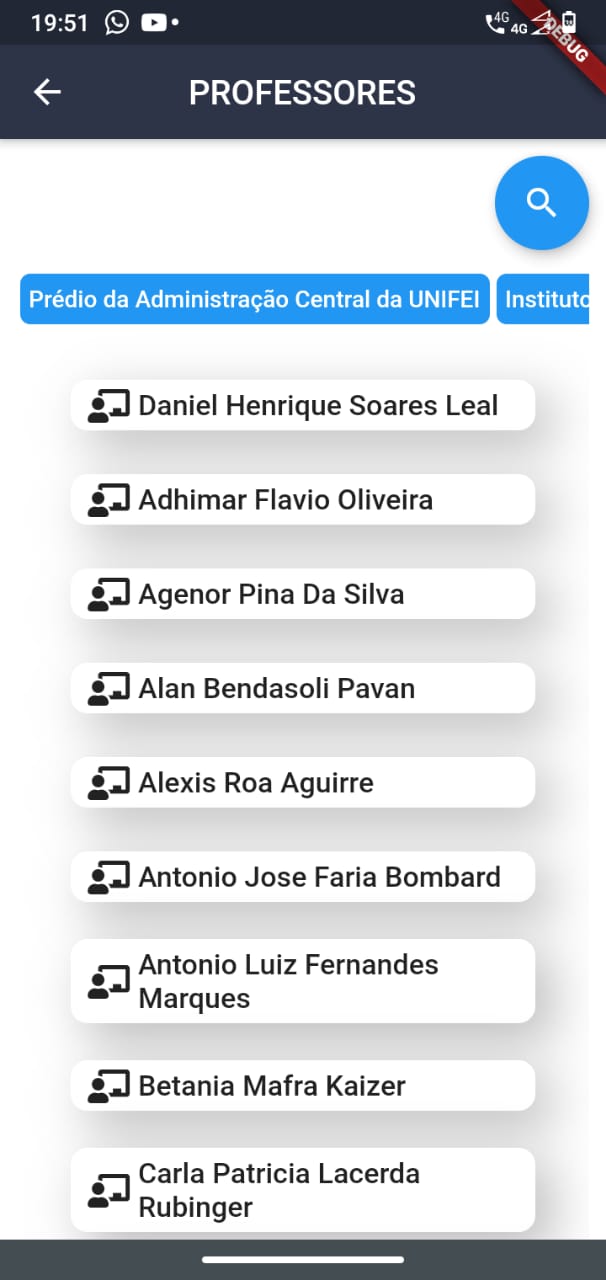 19:51
4G
4G
DEBUG
PROFESSORES
Prédio da Administração Central da UNIFEI
Instituto
Daniel Henrique Soares Leal
Adhimar Flavio Oliveira
Agenor Pina Da Silva
Alan Bendasoli Pavan
Alexis Roa Aguirre
Antonio Jose Faria Bombard
Antonio Luiz Fernandes
Marques
Betania Mafra Kaizer
Carla Patricia Lacerda
Rubinger